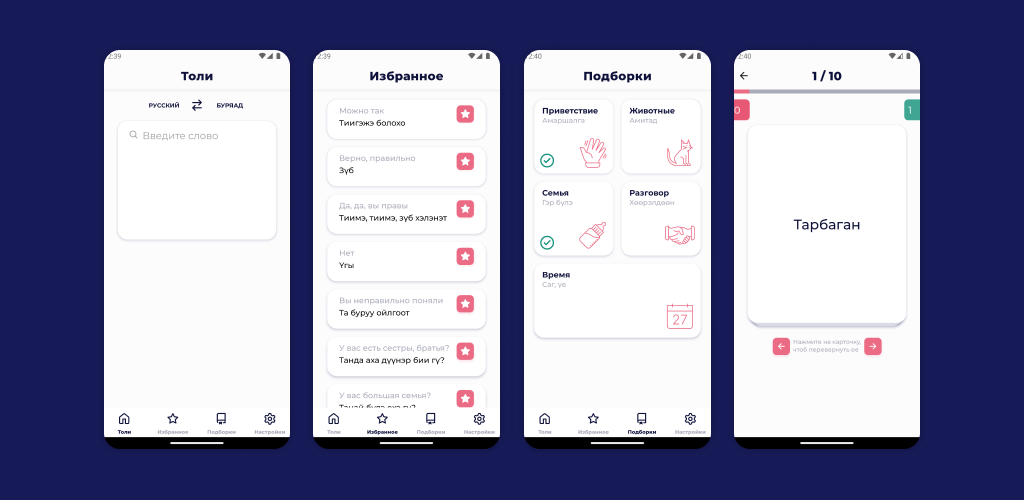 2:39
Толи
РУССКИЙ БУРЯАД
Введите слово
Толи Избранное Подборки Настройки
2:39
Избранное
Можно так
Тиигэжэ болохо
Верно, правильно
Зүб
Да, да, вы правы
Тиимэ, тиимэ, зүб хэлэнэт
Нет
Үгы
Вы неправильно поняли
Та буруу ойлгоот
У вас есть сестры, братья?
Танда аха дүүнэр бии гү?
У вас большая семья?
Толи Избранное Подборки Настройки
2:40
Подборки
Приветствие
Амаршалга
Животные
Амитад
Семья
Гэр бүлэ
Разговор
Хөөрэлдөөн
Время
Саг, үе
27
Толи Избранное Подборки Настройки
2:40
1 / 10
0 1
Тарбаган
Нажмите на карточку,
чтоб перевернуть ее